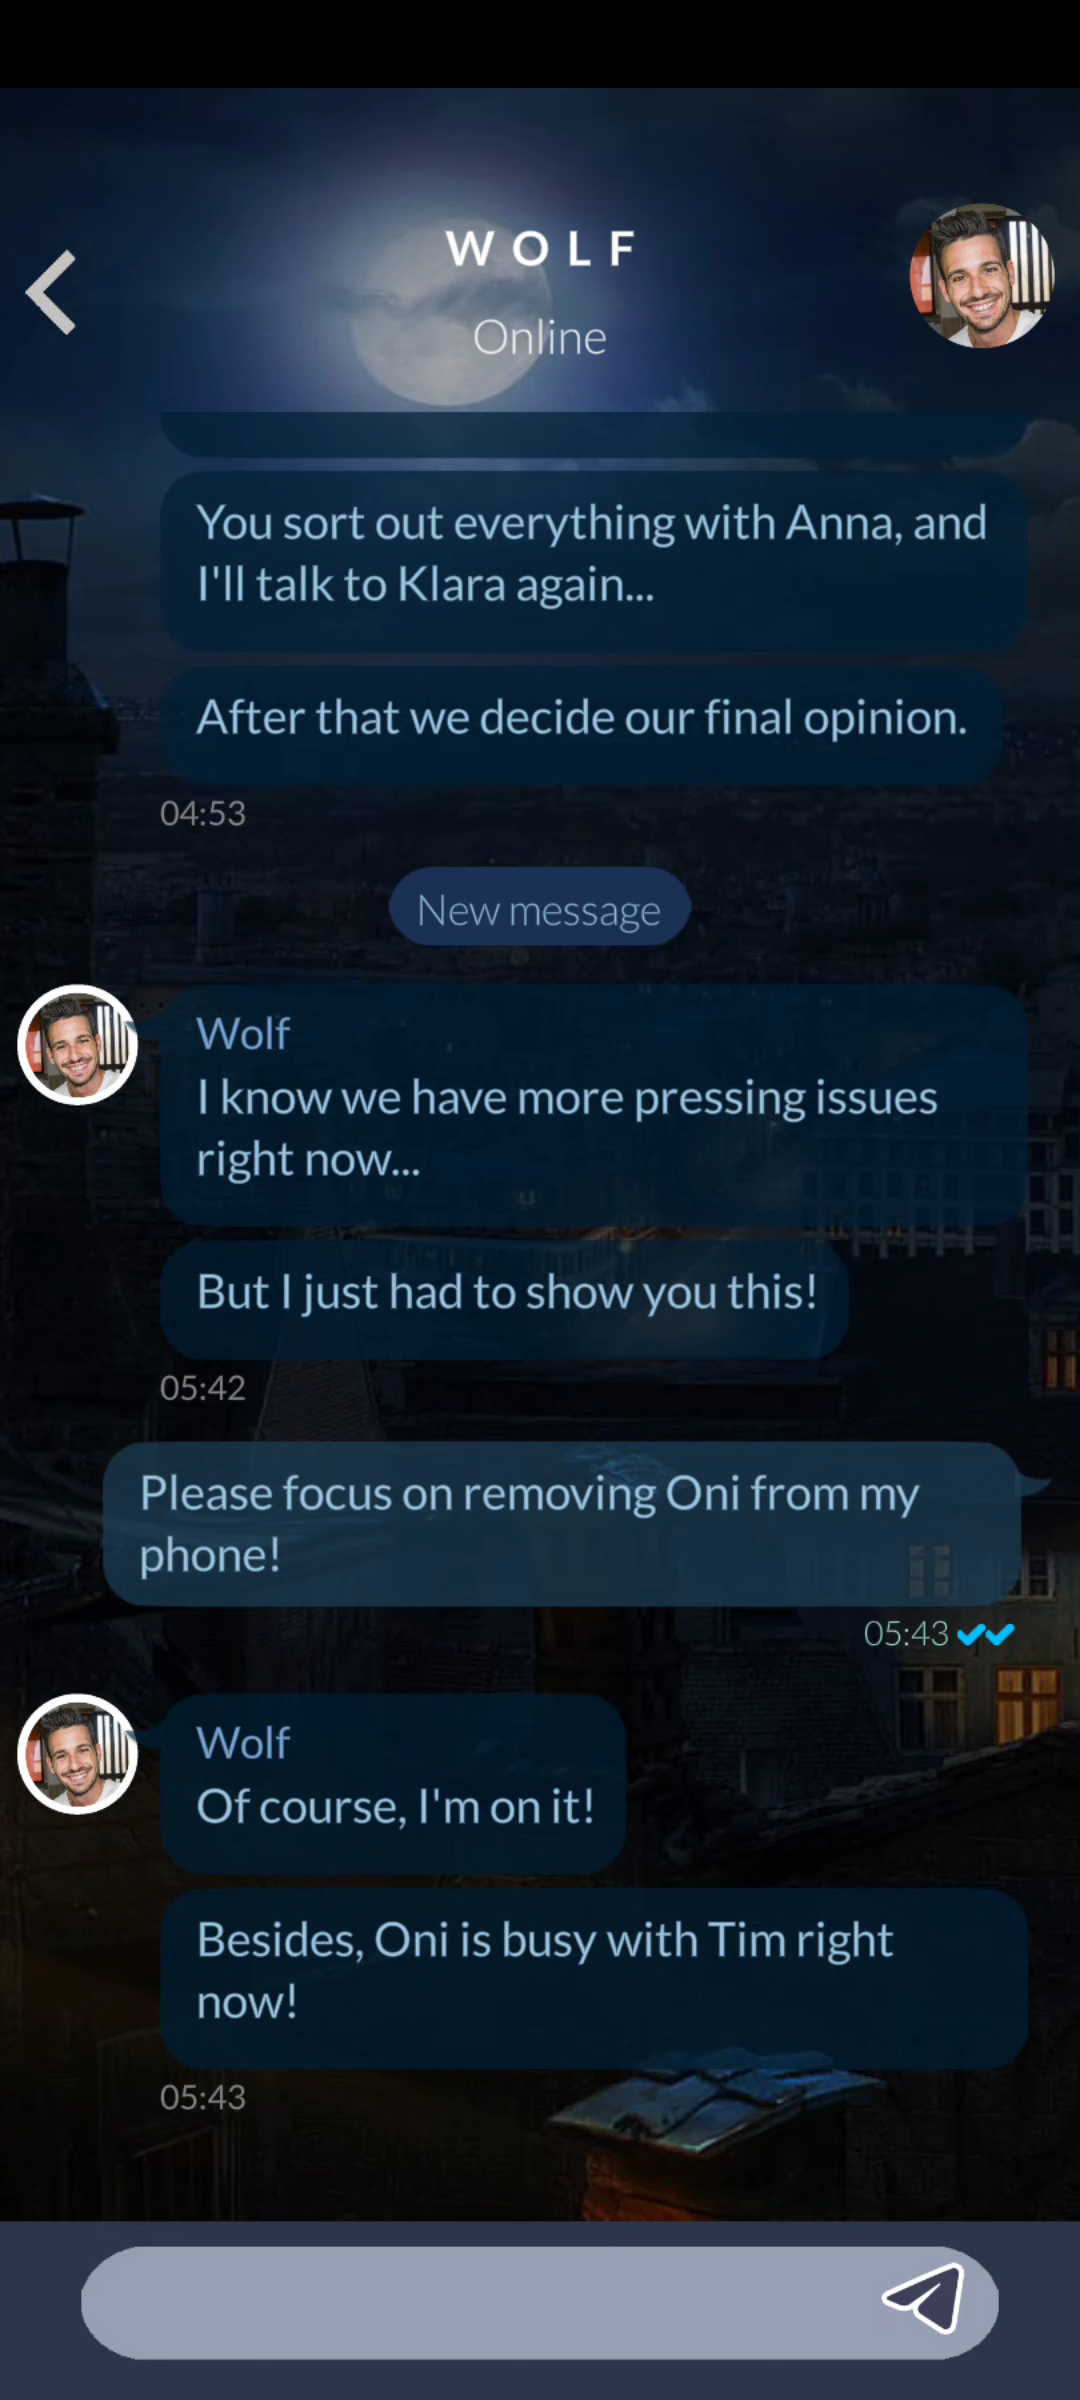 WOLF
Online
You sort out everything with Anna, and
I'll talk to Klara again...
After that we decide our final opinion.
04:53
New message
Wolf
I know we have more pressing issues
right now...
But I just had to show you this!
05:42
Please focus on removing Oni from my
phone!
05:43
Wolf
Of course, I'm on it!
Besides, Oni is busy with Tim right
now!
05:43